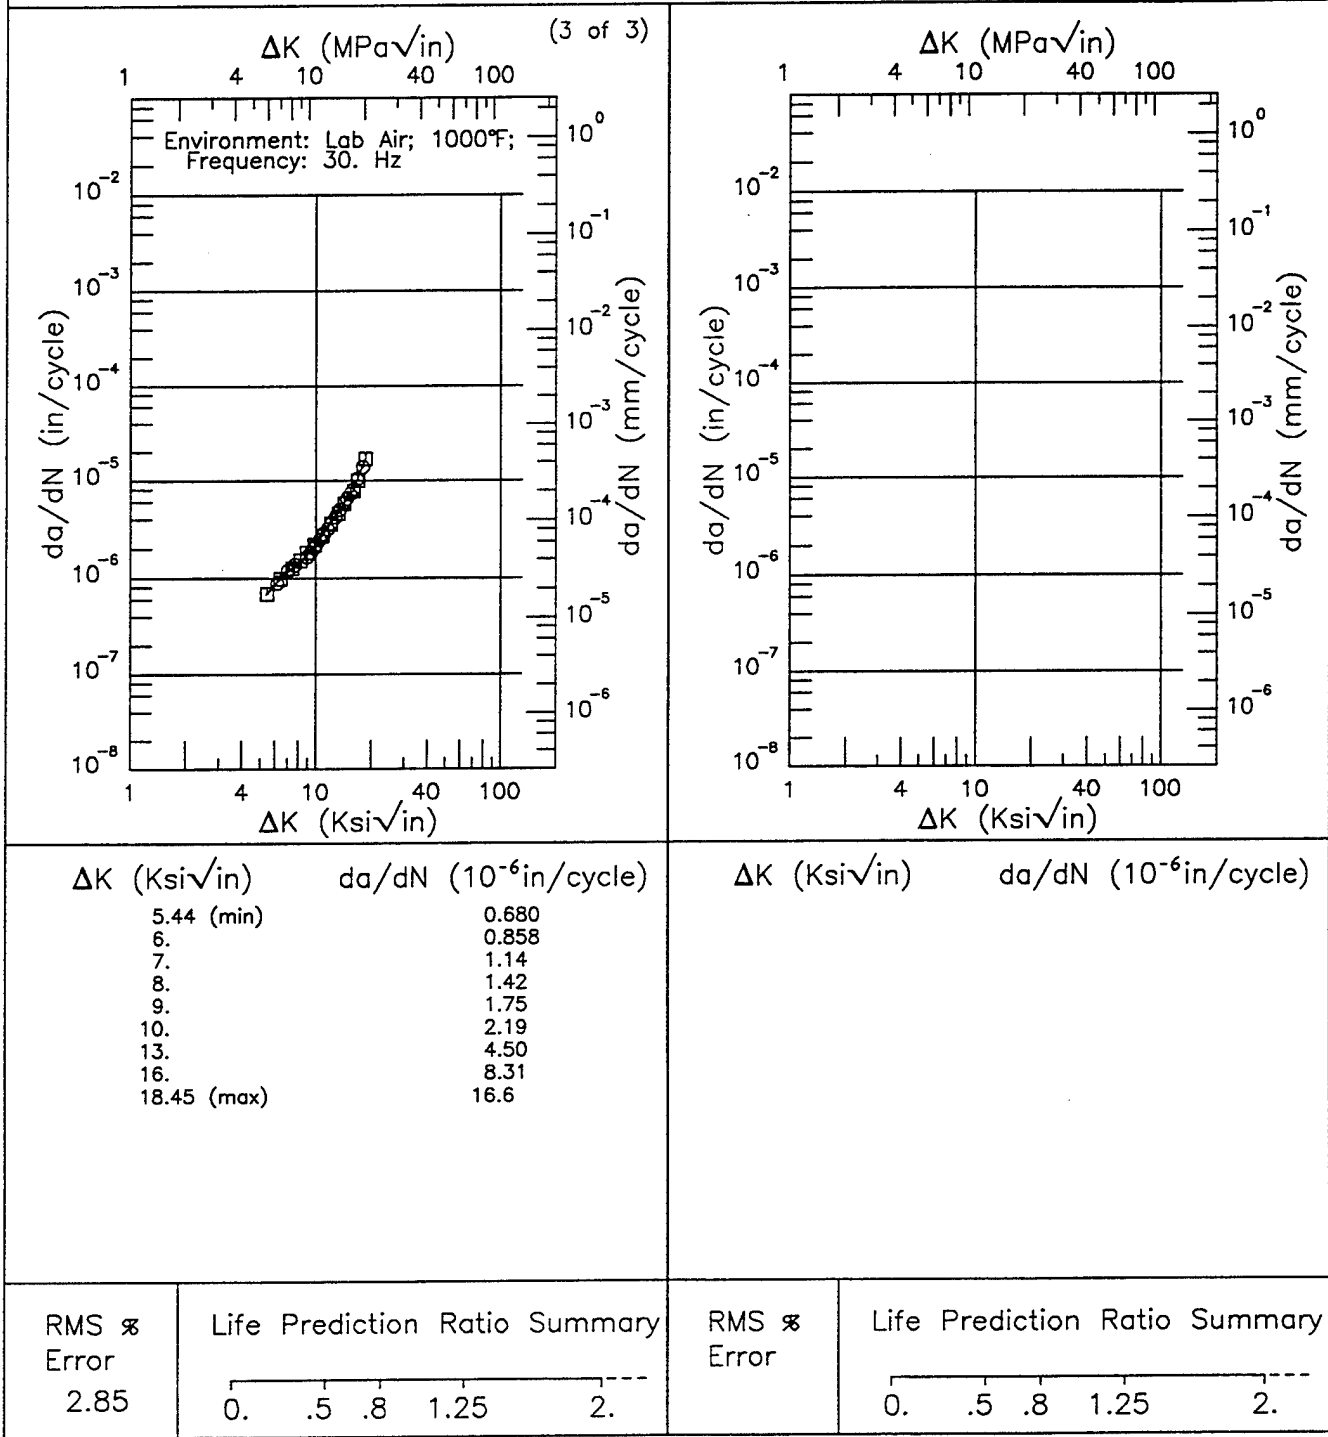 (3 of 3)
ΔK (MPa√in)
1 4 10 40 100
Environment: Lab Air; 1000°F;
Frequency: 30. Hz
da/dN (in/cycle)
10⁻²
10⁻³
10⁻⁴
10⁻⁵
10⁻⁶
10⁻⁷
10⁻⁸
10⁰
10⁻¹
10⁻²
10⁻³
10⁻⁴
10⁻⁵
10⁻⁶
da/dN (mm/cycle)
1 4 10 40 100
ΔK (Ksi√in)
ΔK (MPa√in)
1 4 10 40 100
da/dN (in/cycle)
10⁻²
10⁻³
10⁻⁴
10⁻⁵
10⁻⁶
10⁻⁷
10⁻⁸
10⁰
10⁻¹
10⁻²
10⁻³
10⁻⁴
10⁻⁵
10⁻⁶
da/dN (mm/cycle)
1 4 10 40 100
ΔK (Ksi√in)
ΔK (Ksi√in) da/dN (10⁻⁶in/cycle)
5.44 (min) 0.680
6. 0.858
7. 1.14
8. 1.42
9. 1.75
10. 2.19
13. 4.50
16. 8.31
18.45 (max) 16.6
ΔK (Ksi√in) da/dN (10⁻⁶in/cycle)
RMS %
Error
2.85
Life Prediction Ratio Summary
0. .5 .8 1.25 2.
RMS %
Error
Life Prediction Ratio Summary
0. .5 .8 1.25 2.